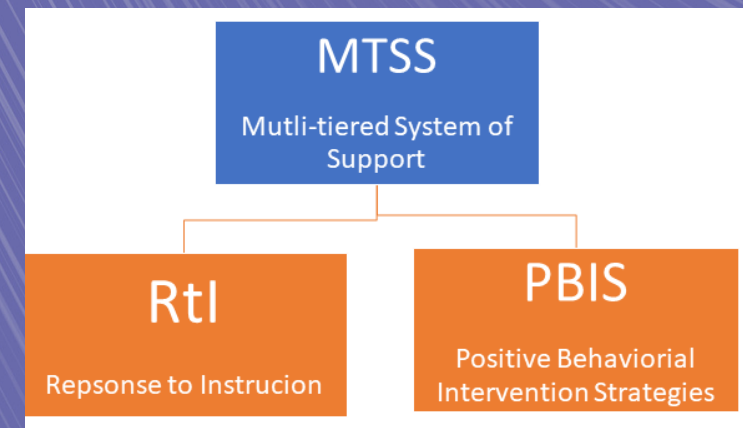 MTSS
Mutli-tiered System of
Support
RtI
Repsonse to Instrucion
PBIS
Positive Behaviorial
Intervention Strategies